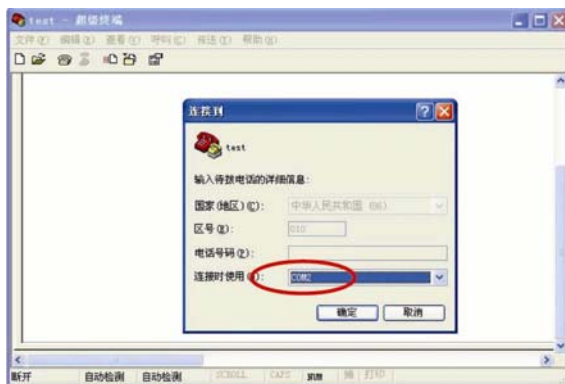 test - 超级终端
文件(F) 编辑(E) 查看(V) 呼叫(C) 传送(T) 帮助(H)
连接到
test
输入待拨电话的详细信息:
国家(地区)(C): 中华人民共和国 (86)
区号(E): 010
电话号码(P):
连接时使用(N): COM2
确定 取消
断开 自动检测 自动检测 SCROLL CAPS NUM 捕 打印